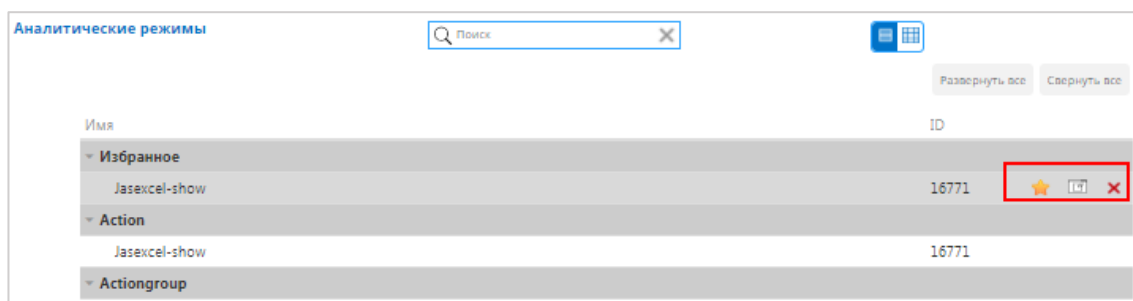 Аналитические режимы
Поиск
Развернуть все Свернуть все
Имя ID
Избранное
Jasexcel-show 16771
Action
Jasexcel-show 16771
Actiongroup